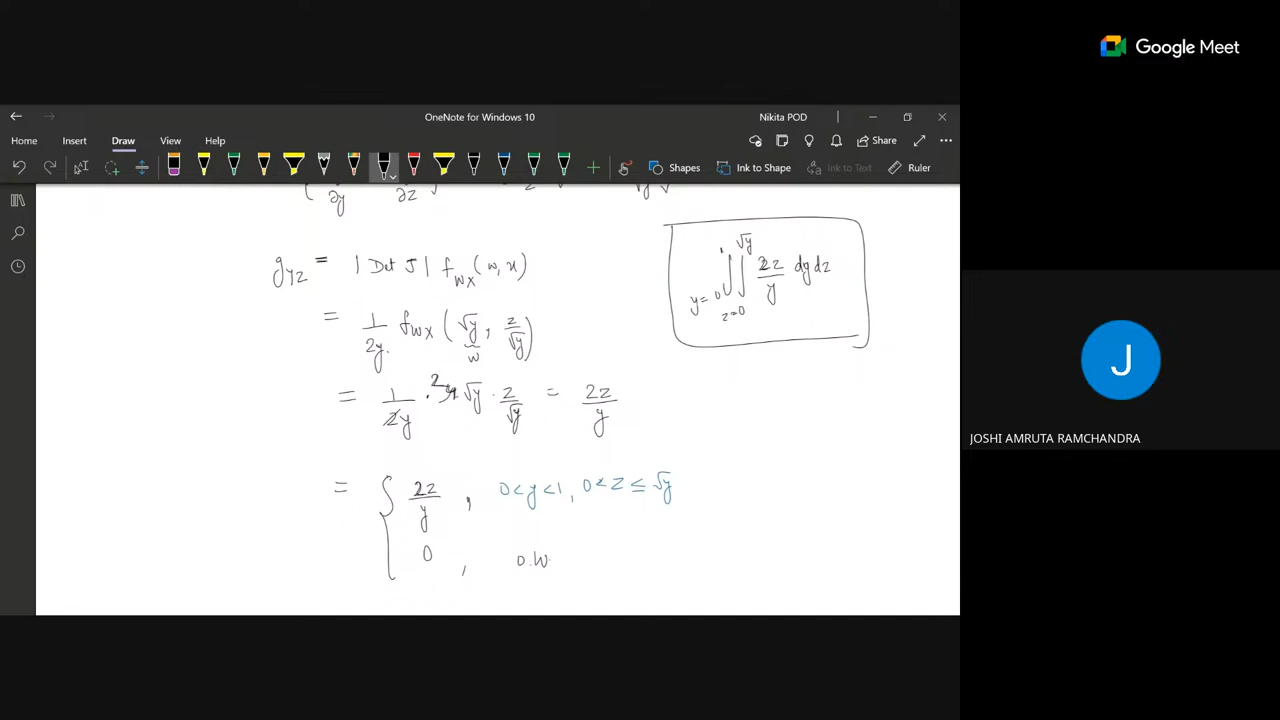 Google Meet
OneNote for Windows 10
Nikita POD
Home Insert Draw View Help
Share
Shapes Ink to Shape Ink to Text Ruler
∂y ∂z
g_YZ = |Det J| f_WX (w, x)
= 1/2y f_WX (√y, z/√y)
w
= 1/2y · √y · z/√y = 2z/y
= { 2z/y , 0<y<1, 0<z≤√y
0 , o.w.
∫ y=0 ∫ z=0 √y 2z/y dy dz
J
JOSHI AMRUTA RAMCHANDRA